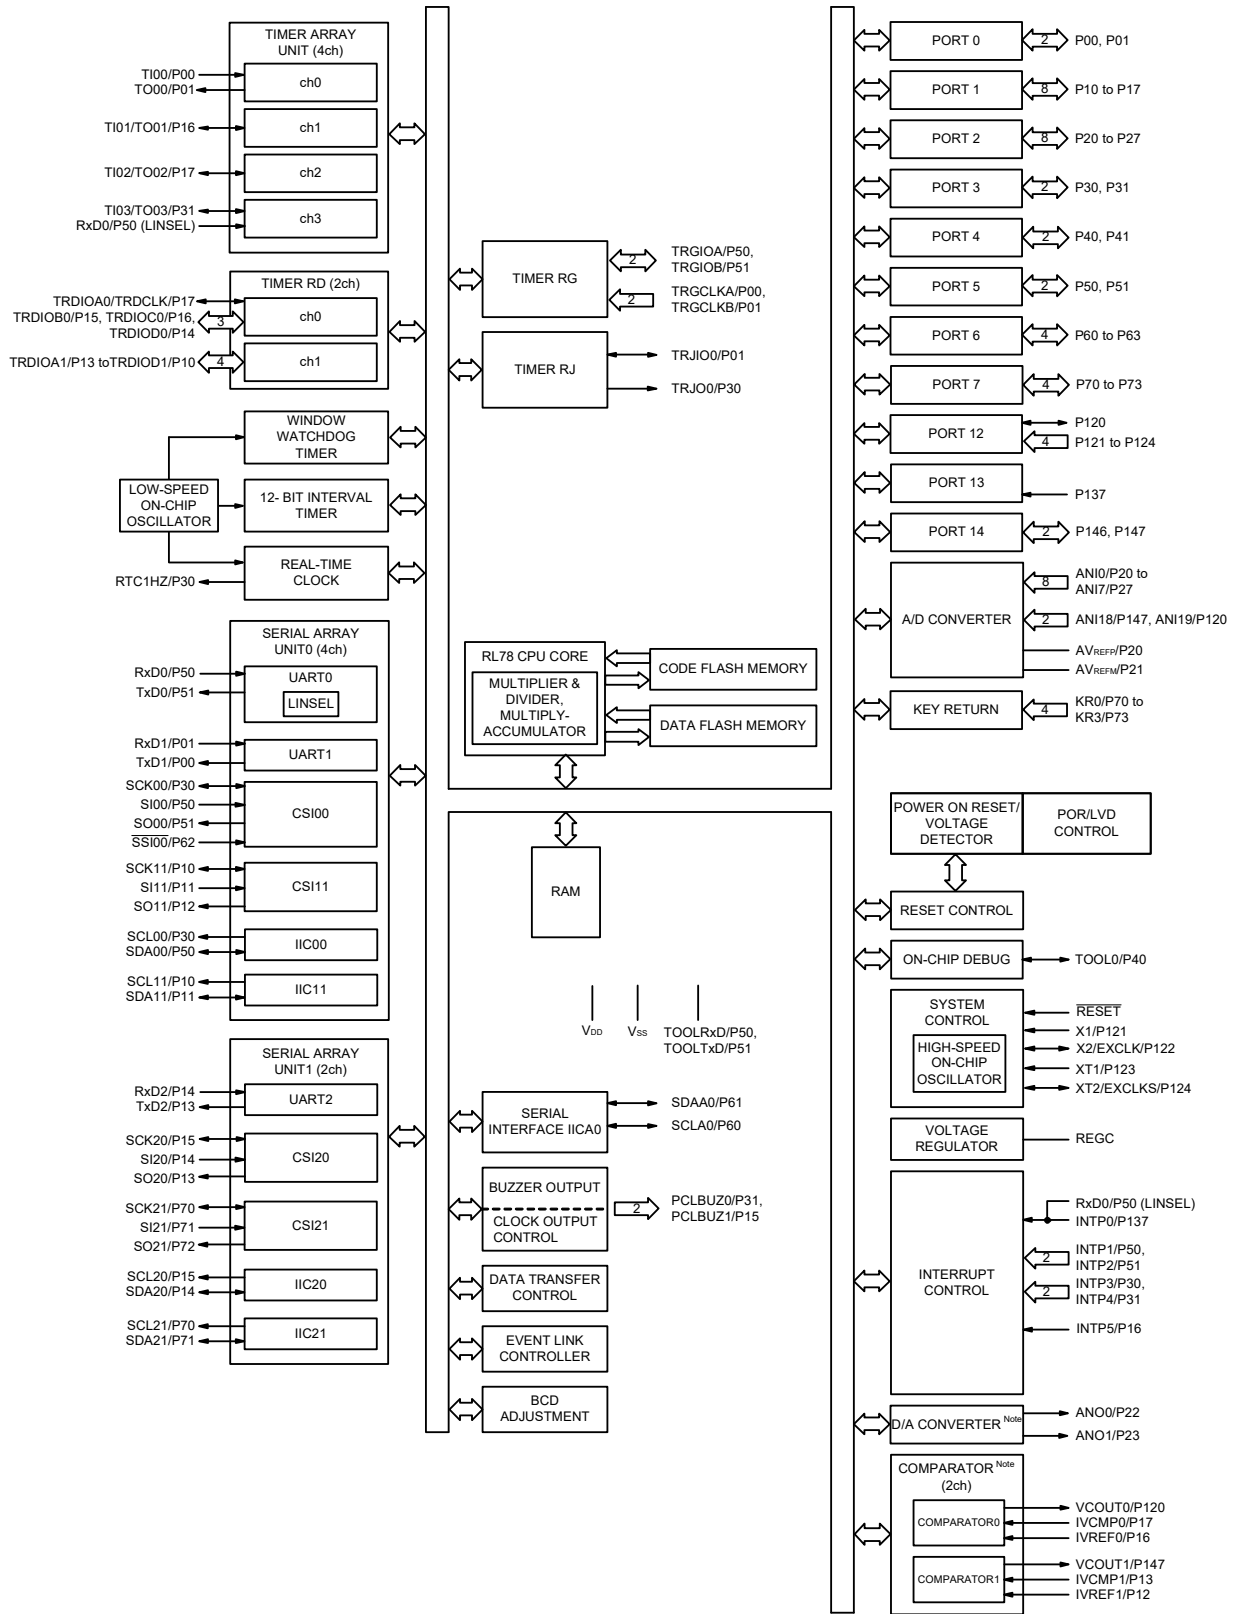 TIMER ARRAY
UNIT (4ch)
TI00/P00
TO00/P01
ch0
TI01/TO01/P16
ch1
TI02/TO02/P17
ch2
TI03/TO03/P31
RxD0/P50 (LINSEL)
ch3
TIMER RD (2ch)
TRDIOA0/TRDCLK/P17
TRDIOB0/P15, TRDIOC0/P16,
TRDIOD0/P14
3
ch0
TRDIOA1/P13 toTRDIOD1/P10
4
ch1
WINDOW
WATCHDOG
TIMER
LOW-SPEED
ON-CHIP
OSCILLATOR
12- BIT INTERVAL
TIMER
RTC1HZ/P30
REAL-TIME
CLOCK
SERIAL ARRAY
UNIT0 (4ch)
RxD0/P50
TxD0/P51
UART0
LINSEL
RxD1/P01
TxD1/P00
UART1
SCK00/P30
SI00/P50
SO00/P51
SSI00/P62
CSI00
SCK11/P10
SI11/P11
SO11/P12
CSI11
SCL00/P30
SDA00/P50
IIC00
SCL11/P10
SDA11/P11
IIC11
SERIAL ARRAY
UNIT1 (2ch)
RxD2/P14
TxD2/P13
UART2
SCK20/P15
SI20/P14
SO20/P13
CSI20
SCK21/P70
SI21/P71
SO21/P72
CSI21
SCL20/P15
SDA20/P14
IIC20
SCL21/P70
SDA21/P71
IIC21
TIMER RG
2
TRGIOA/P50,
TRGIOB/P51
2
TRGCLKA/P00,
TRGCLKB/P01
TIMER RJ
TRJIO0/P01
TRJO0/P30
RL78 CPU CORE
MULTIPLIER &
DIVIDER,
MULTIPLY-
ACCUMULATOR
CODE FLASH MEMORY
DATA FLASH MEMORY
RAM
VDD
VSS
TOOLRxD/P50,
TOOLTxD/P51
SERIAL
INTERFACE IICA0
SDAA0/P61
SCLA0/P60
BUZZER OUTPUT
CLOCK OUTPUT
CONTROL
2
PCLBUZ0/P31,
PCLBUZ1/P15
DATA TRANSFER
CONTROL
EVENT LINK
CONTROLLER
BCD
ADJUSTMENT
PORT 0
2
P00, P01
PORT 1
8
P10 to P17
PORT 2
8
P20 to P27
PORT 3
2
P30, P31
PORT 4
2
P40, P41
PORT 5
2
P50, P51
PORT 6
4
P60 to P63
PORT 7
4
P70 to P73
PORT 12
P120
4
P121 to P124
PORT 13
P137
PORT 14
2
P146, P147
A/D CONVERTER
8
ANI0/P20 to
ANI7/P27
2
ANI18/P147, ANI19/P120
AVREFP/P20
AVREFM/P21
KEY RETURN
4
KR0/P70 to
KR3/P73
POWER ON RESET/
VOLTAGE
DETECTOR
POR/LVD
CONTROL
RESET CONTROL
ON-CHIP DEBUG
TOOL0/P40
SYSTEM
CONTROL
HIGH-SPEED
ON-CHIP
OSCILLATOR
RESET
X1/P121
X2/EXCLK/P122
XT1/P123
XT2/EXCLKS/P124
VOLTAGE
REGULATOR
REGC
INTERRUPT
CONTROL
RxD0/P50 (LINSEL)
INTP0/P137
2
INTP1/P50,
INTP2/P51
2
INTP3/P30,
INTP4/P31
INTP5/P16
D/A CONVERTER Note
ANO0/P22
ANO1/P23
COMPARATOR Note
(2ch)
COMPARATOR0
VCOUT0/P120
IVCMP0/P17
IVREF0/P16
COMPARATOR1
VCOUT1/P147
IVCMP1/P13
IVREF1/P12